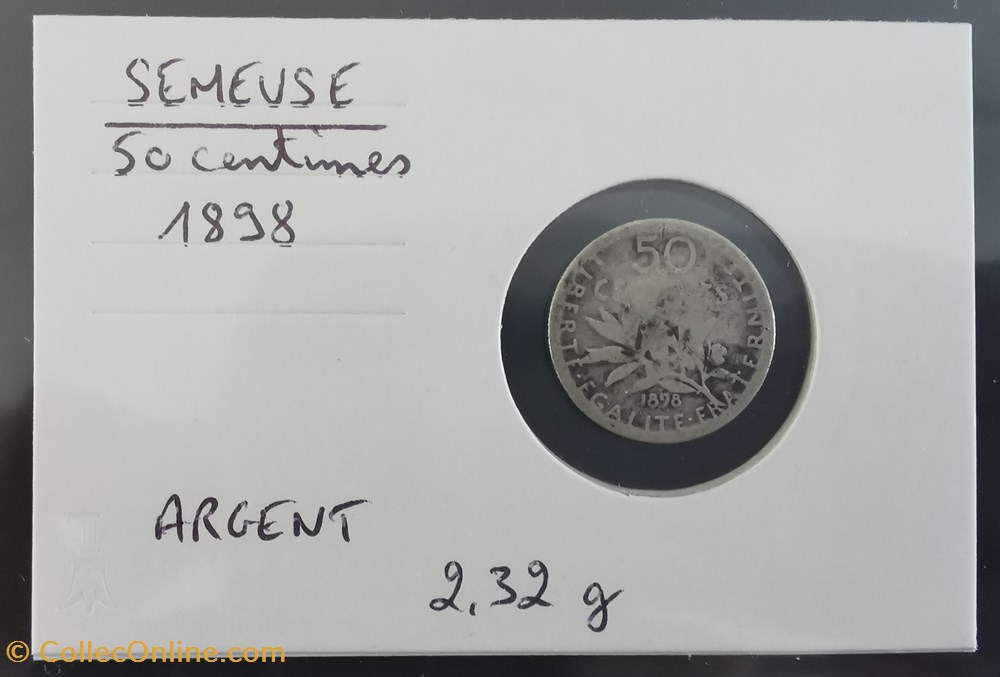 SEMEUSE
50 centimes
1898
ARGENT
2,32 g
50
LIBERTE·EGALITE·FRATERNITE
1898
© CollecOnline.com